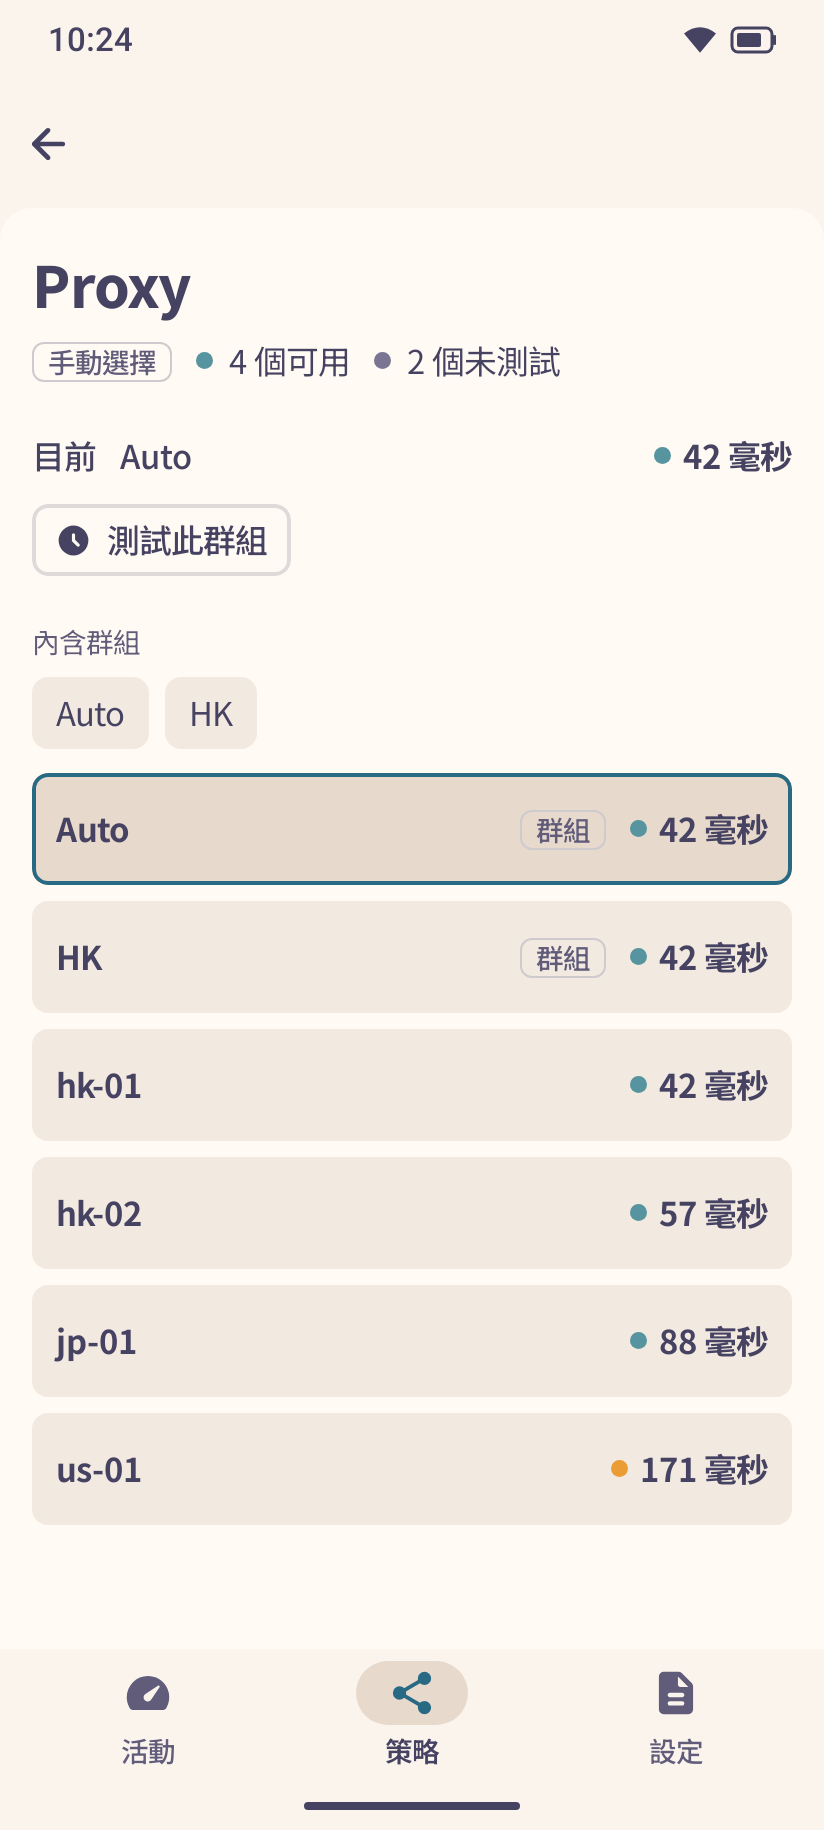 10:24
Proxy
手動選擇 4 個可用 2 個未測試
目前 Auto 42 毫秒
測試此群組
內含群組
Auto HK
Auto 群組 42 毫秒
HK 群組 42 毫秒
hk-01 42 毫秒
hk-02 57 毫秒
jp-01 88 毫秒
us-01 171 毫秒
活動 策略 設定